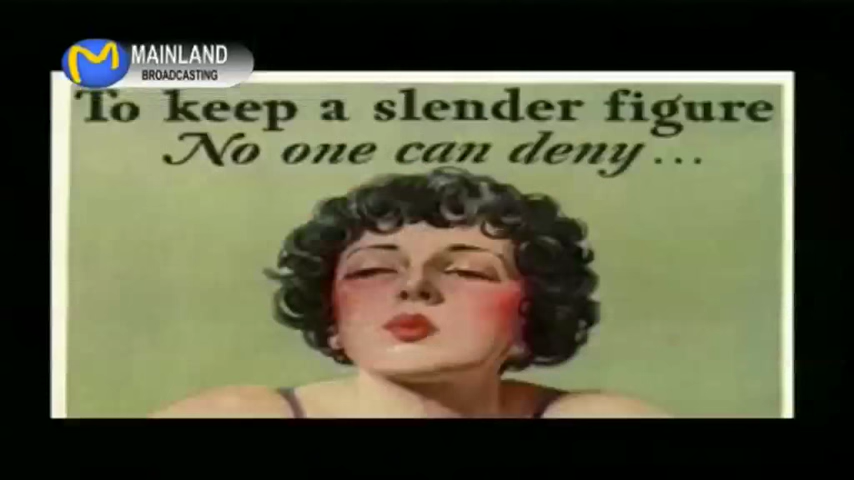 MAINLAND
BROADCASTING
To keep a slender figure
No one can deny...